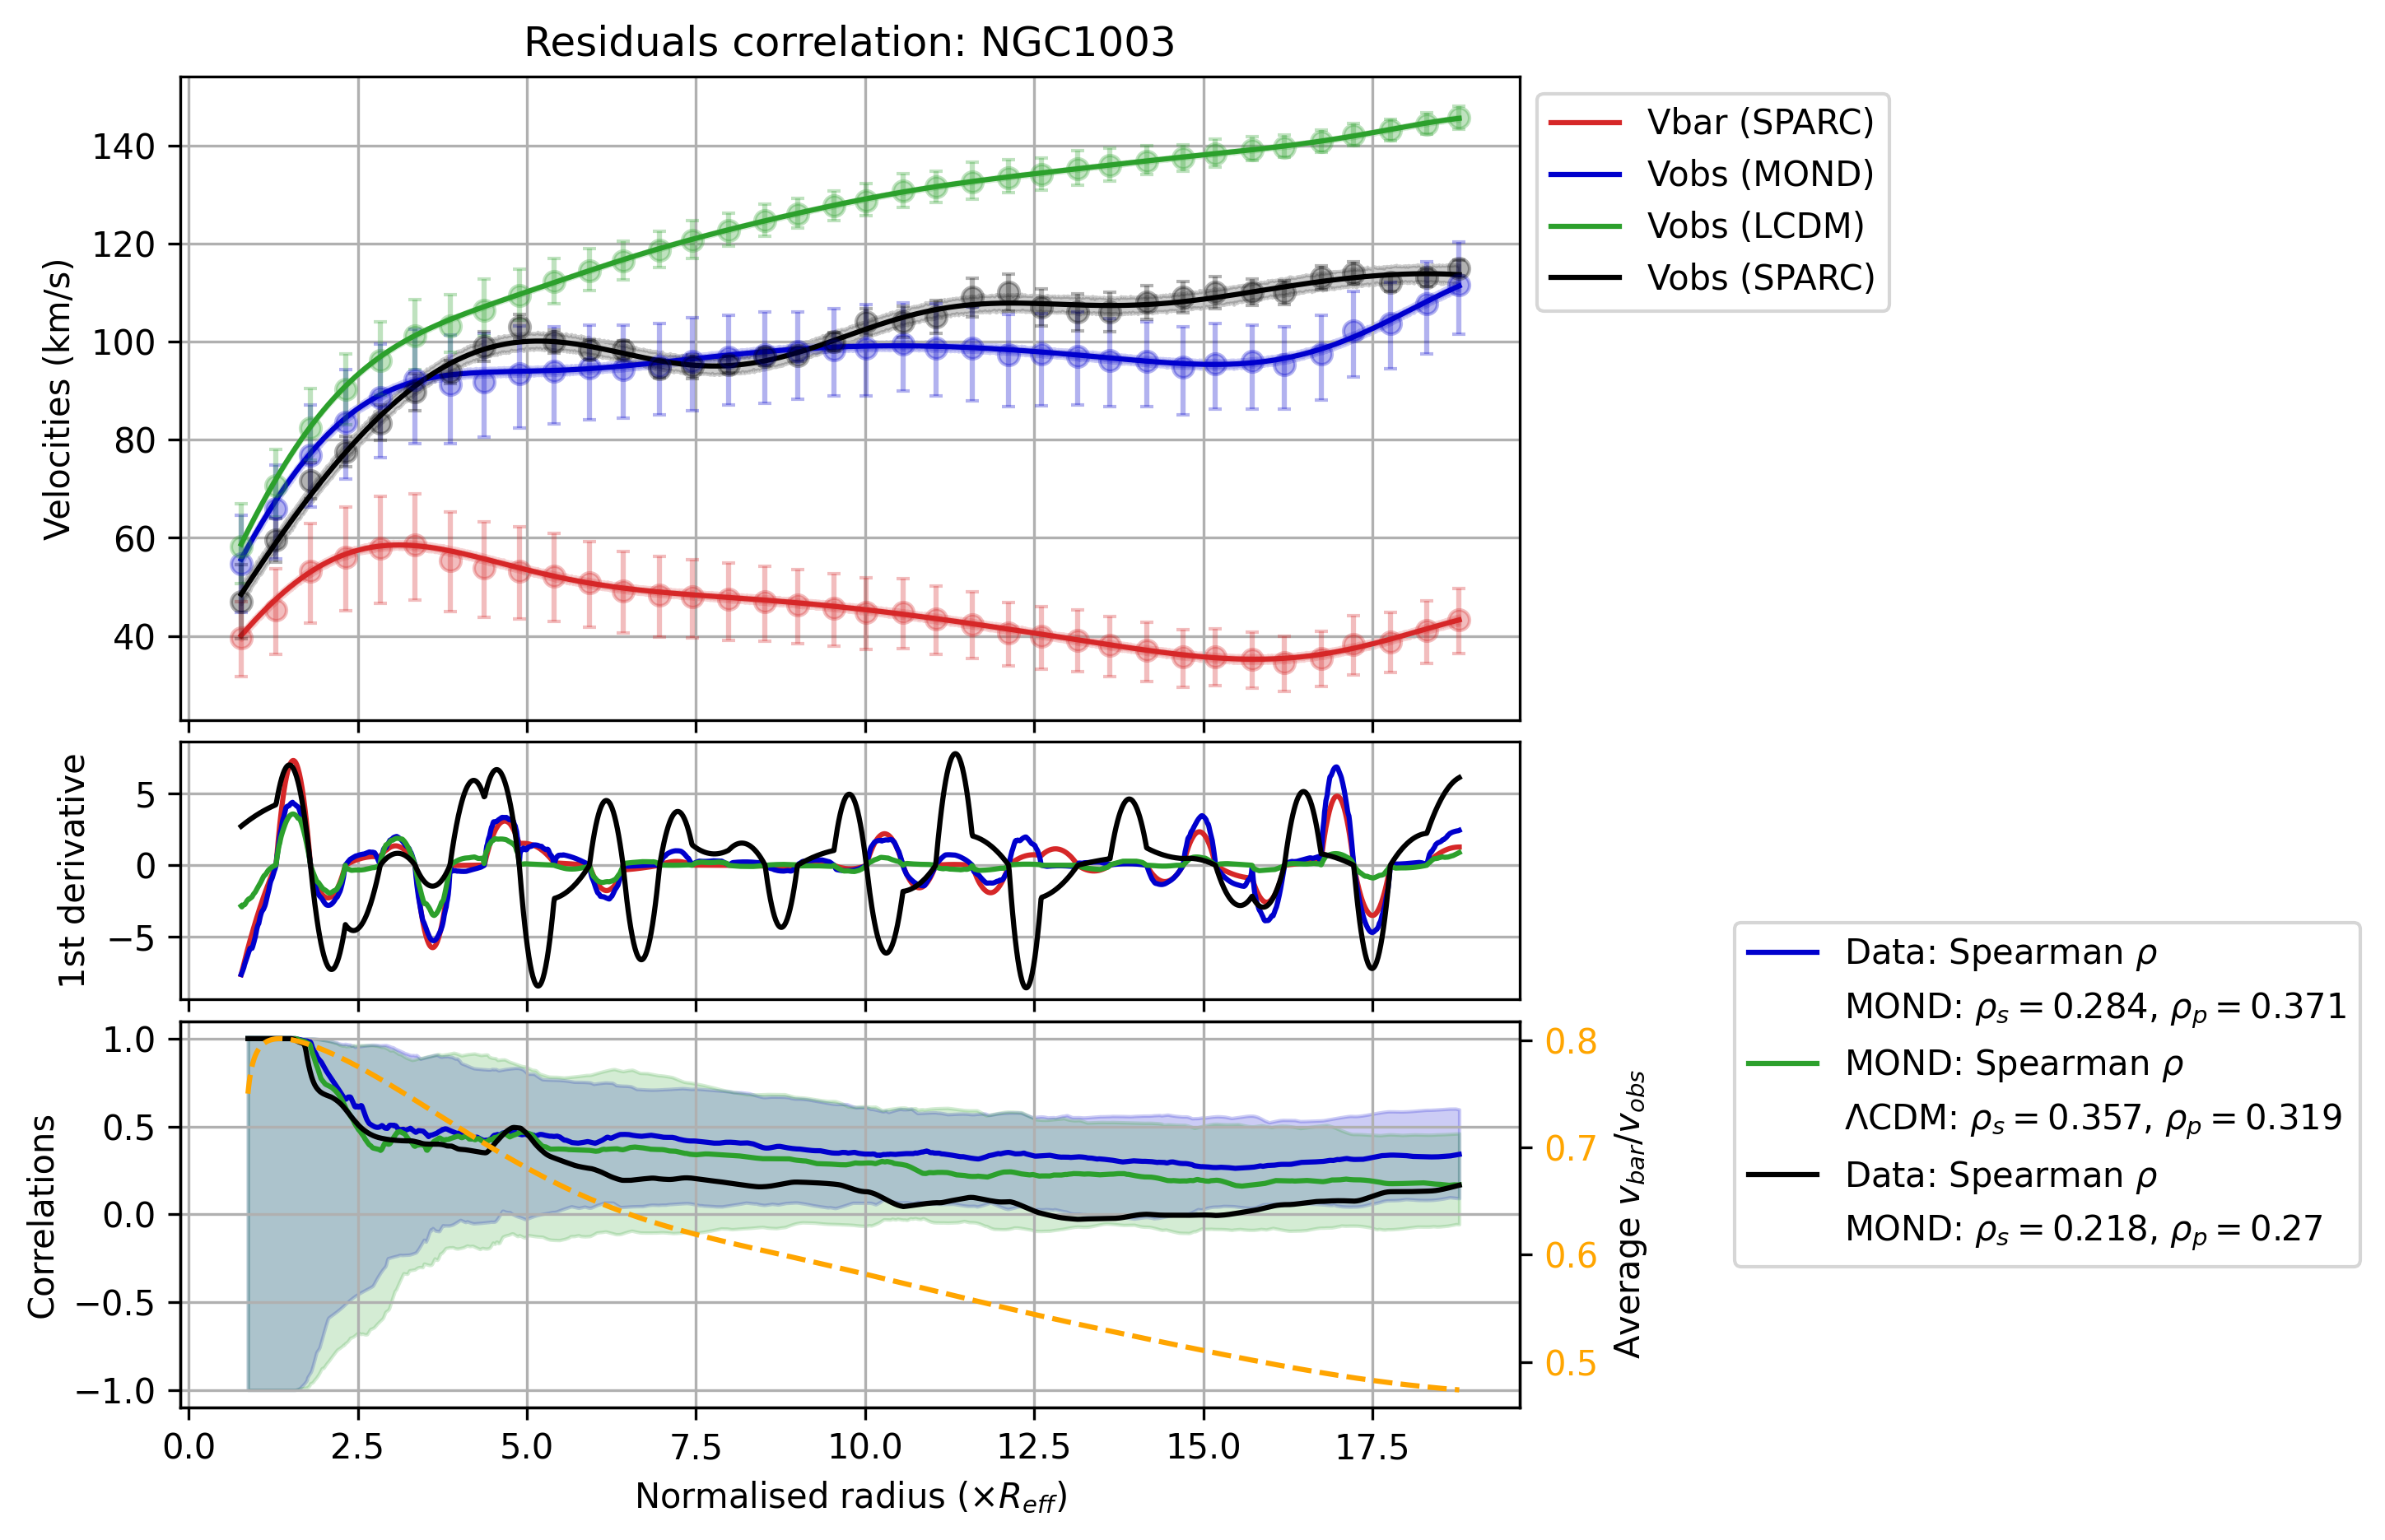 Residuals correlation: NGC1003
Velocities (km/s)
140
120
100
80
60
40
Vbar (SPARC)
Vobs (MOND)
Vobs (LCDM)
Vobs (SPARC)
1st derivative
5
0
−5
Correlations
1.0
0.5
0.0
−0.5
−1.0
0.8
0.7
0.6
0.5
Average v_bar/v_obs
Data: Spearman ρ
MOND: ρ_s = 0.284, ρ_p = 0.371
MOND: Spearman ρ
ΛCDM: ρ_s = 0.357, ρ_p = 0.319
Data: Spearman ρ
MOND: ρ_s = 0.218, ρ_p = 0.27
0.0 2.5 5.0 7.5 10.0 12.5 15.0 17.5
Normalised radius (×R_eff)